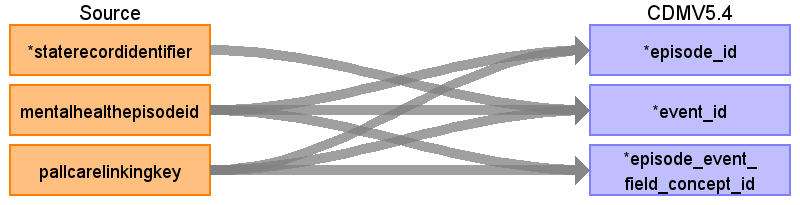 Source CDMV5.4
*staterecordidentifier *episode_id
mentalhealthepisodeid *event_id
pallcarelinkingkey *episode_event_
field_concept_id